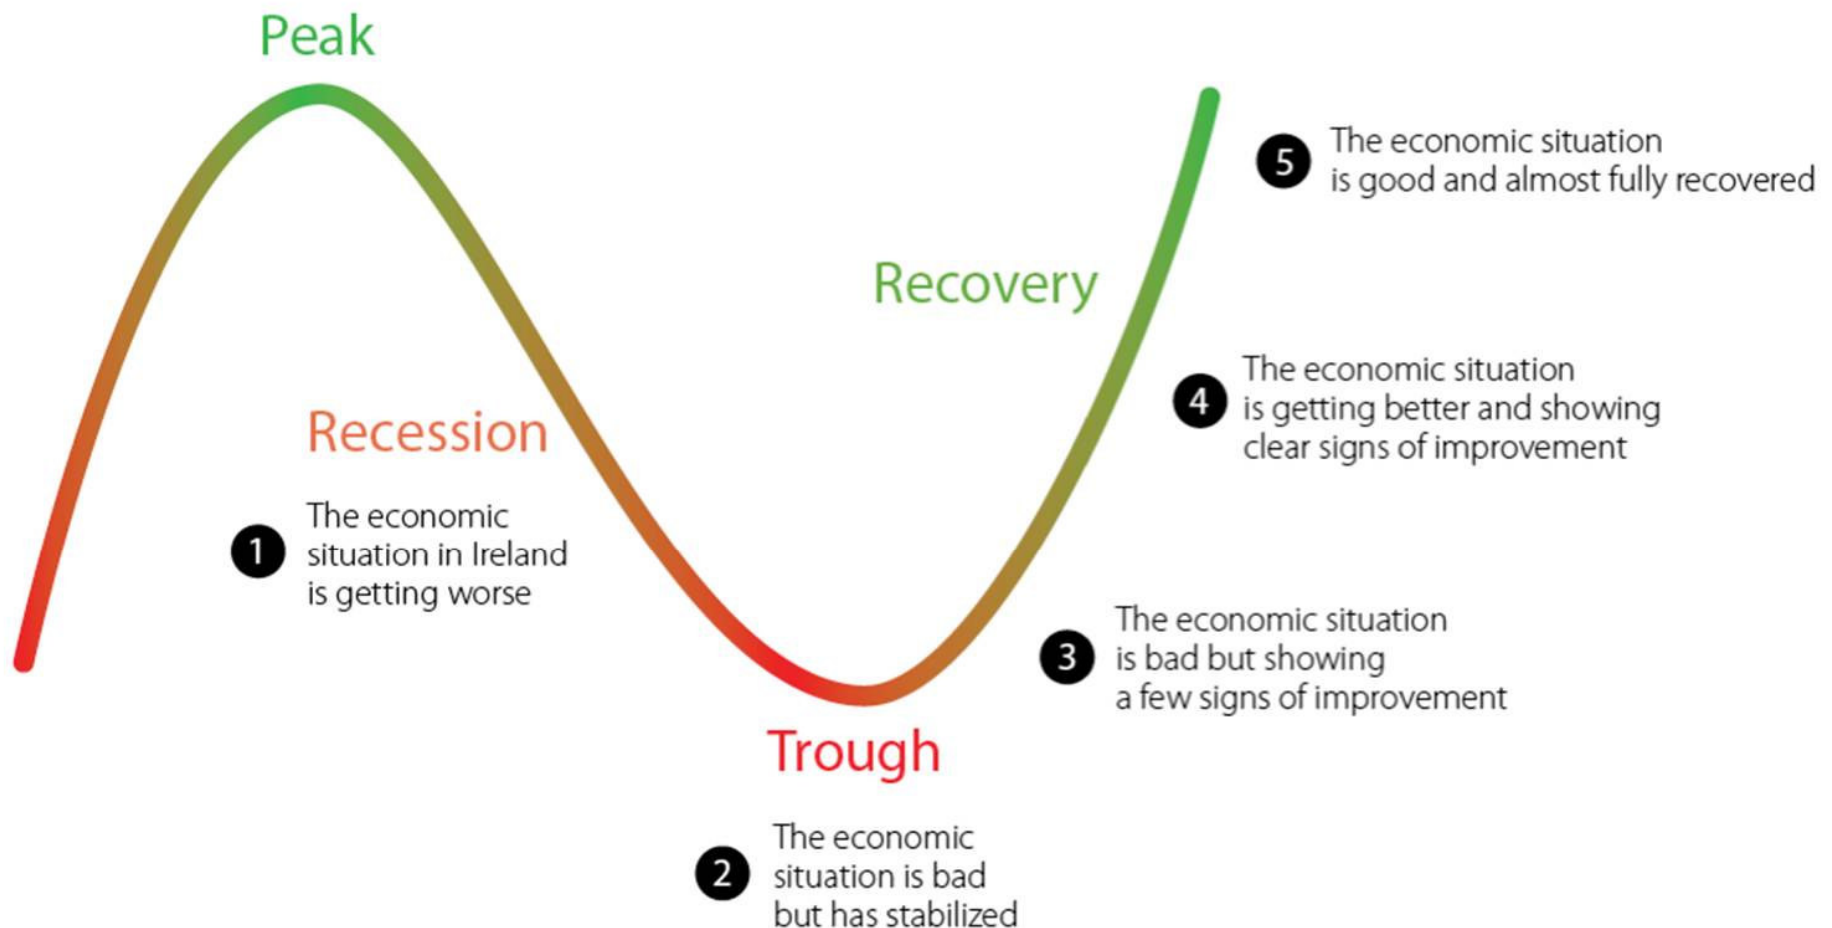 Peak
Recession
1
The economic
situation in Ireland
is getting worse
Trough
2
The economic
situation is bad
but has stabilized
Recovery
3
The economic situation
is bad but showing
a few signs of improvement
4
The economic situation
is getting better and showing
clear signs of improvement
5
The economic situation
is good and almost fully recovered